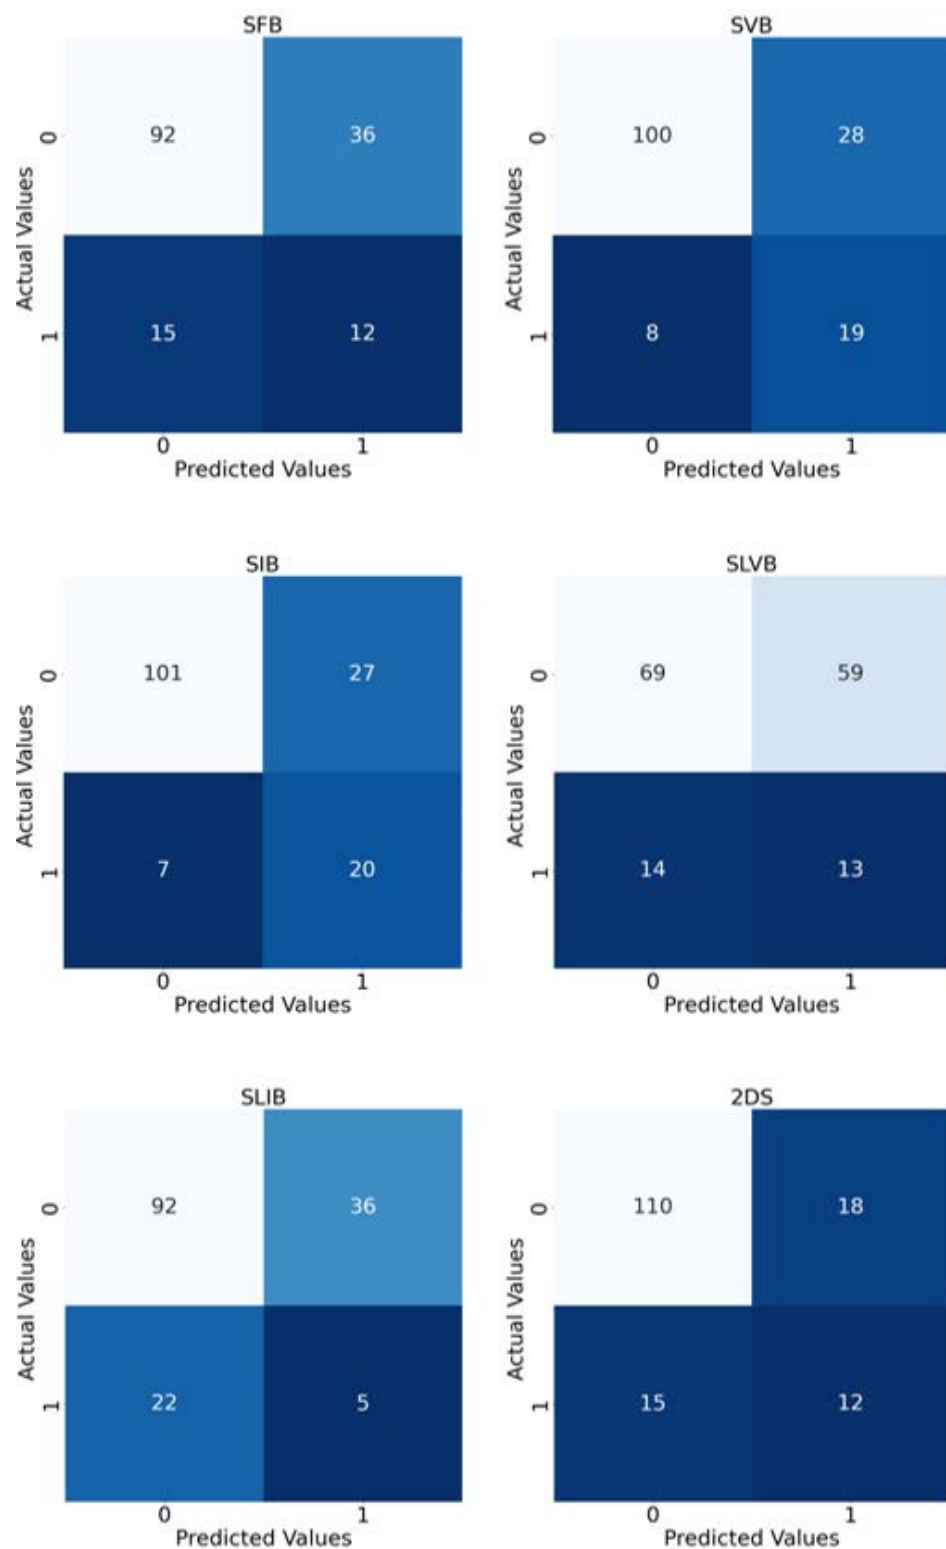 SFB
SVB
0
92
36
0
100
28
Actual Values
Actual Values
1
15
12
1
8
19
0
1
0
1
Predicted Values
Predicted Values
SIB
SLVB
0
101
27
0
69
59
Actual Values
Actual Values
1
7
20
1
14
13
0
1
0
1
Predicted Values
Predicted Values
SLIB
2DS
0
92
36
0
110
18
Actual Values
Actual Values
1
22
5
1
15
12
0
1
0
1
Predicted Values
Predicted Values